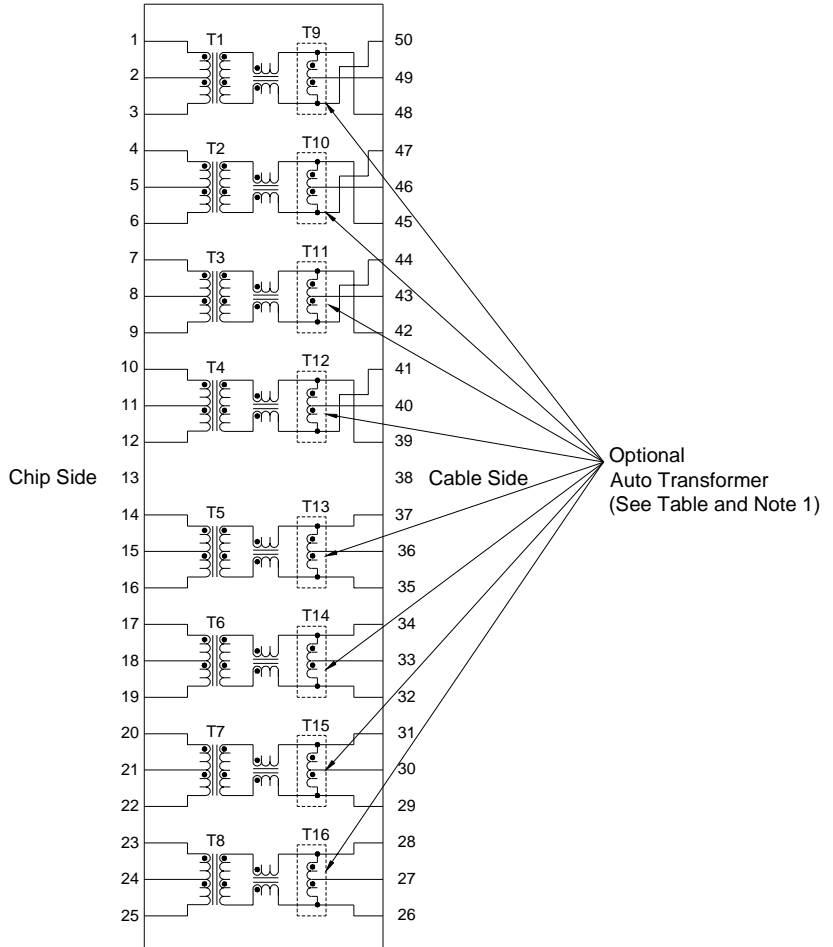 1 T1 T9 50
2 49
3 48
4 T2 T10 47
5 46
6 45
7 T3 T11 44
8 43
9 42
10 T4 T12 41
11 40
12 39
Chip Side 13 38 Cable Side
Optional
Auto Transformer
(See Table and Note 1)
14 T5 T13 37
15 36
16 35
17 T6 T14 34
18 33
19 32
20 T7 T15 31
21 30
22 29
23 T8 T16 28
24 27
25 26